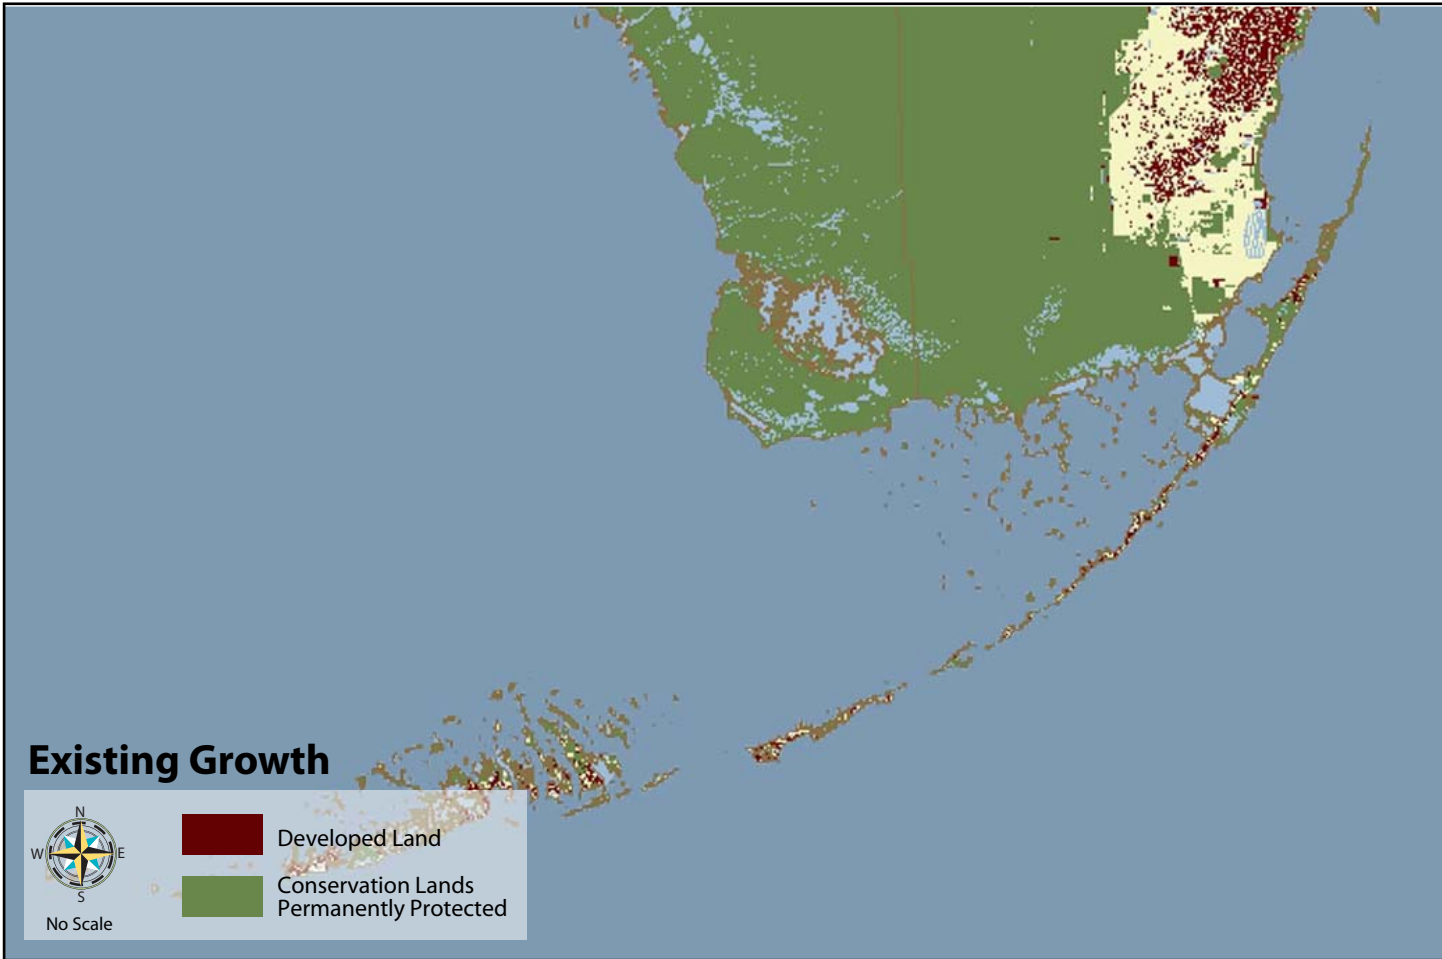 Existing Growth
N
W
E
S
No Scale
Developed Land
Conservation Lands
Permanently Protected